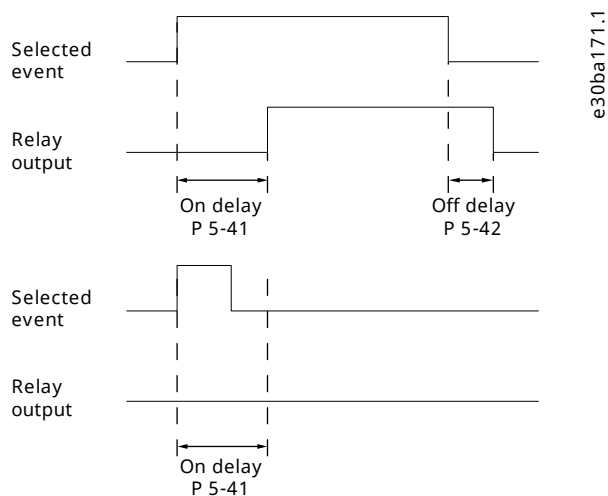 Selected
event
Relay
output
On delay
P 5-41
Off delay
P 5-42
Selected
event
Relay
output
On delay
P 5-41
e30ba171.1